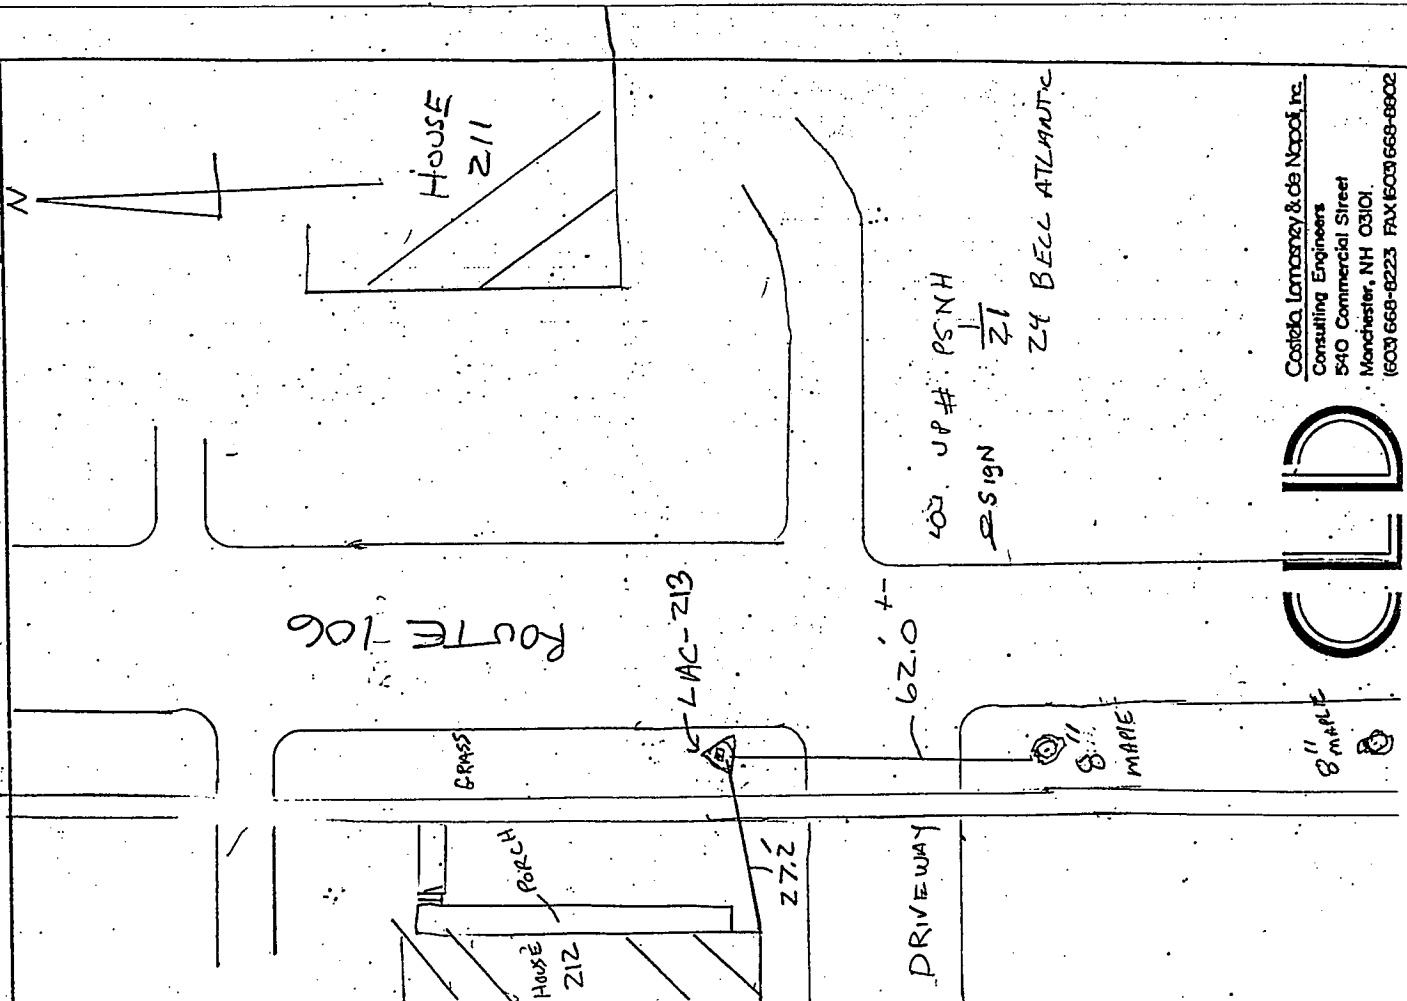 N
HOUSE
211
UP # PSNH
1
21
24 BELL ATLANTIC
SIGN
ROUTE 106
LAC-213
62.0' +-
GRASS
8"
MAPLE
8"
MAPLE
PORCH
27.2'
HOUSE
212
DRIVEWAY
CLD
Costello, Lomasney & de Napoli, Inc.
Consulting Engineers
540 Commercial Street
Manchester, NH 03101
(603) 668-8223 FAX (603) 668-8802